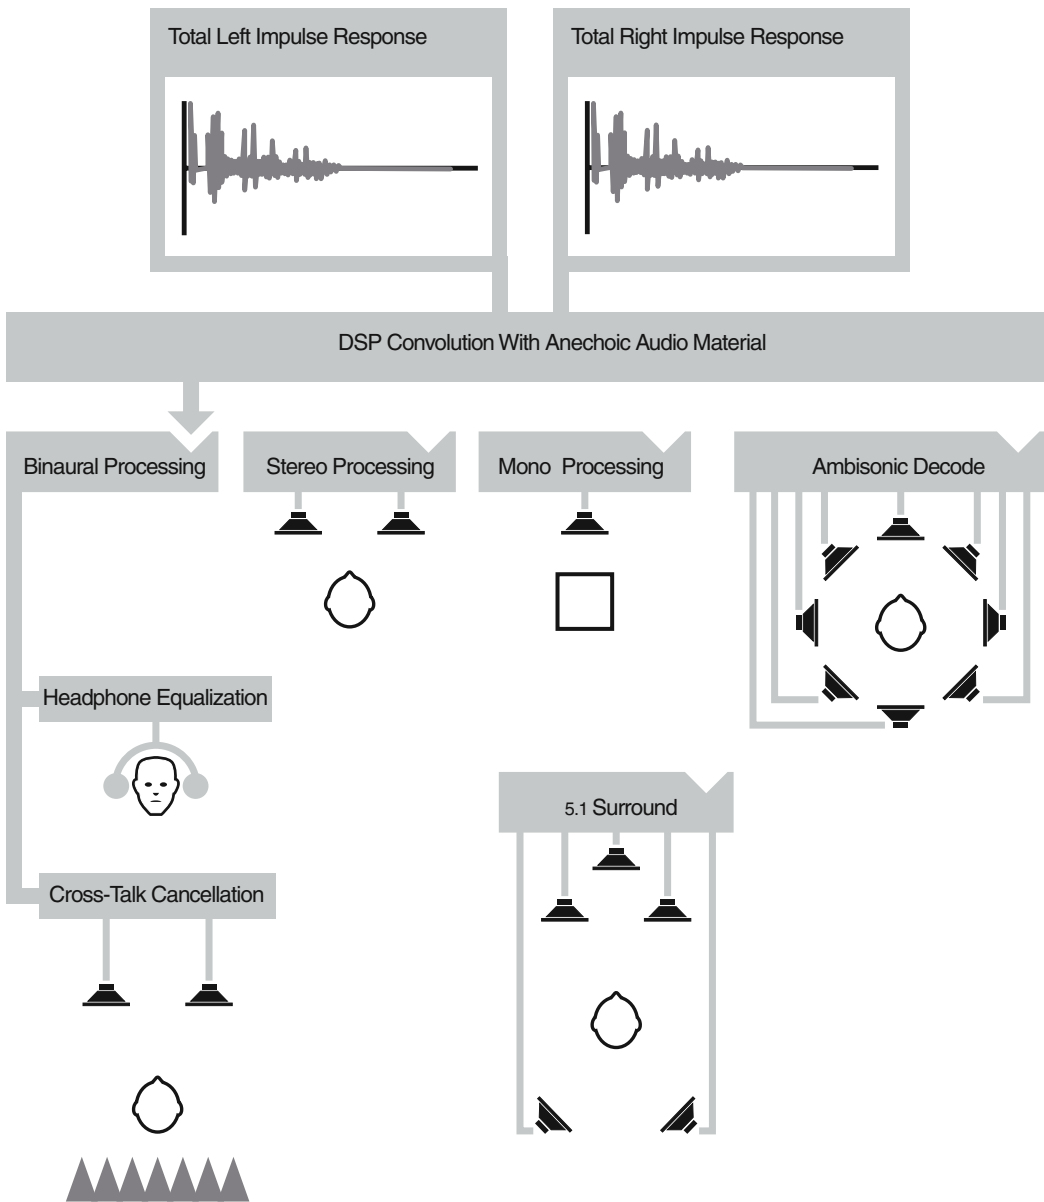 Total Left Impulse Response
Total Right Impulse Response
DSP Convolution With Anechoic Audio Material
Binaural Processing
Stereo Processing
Mono Processing
Ambisonic Decode
Headphone Equalization
5.1 Surround
Cross-Talk Cancellation